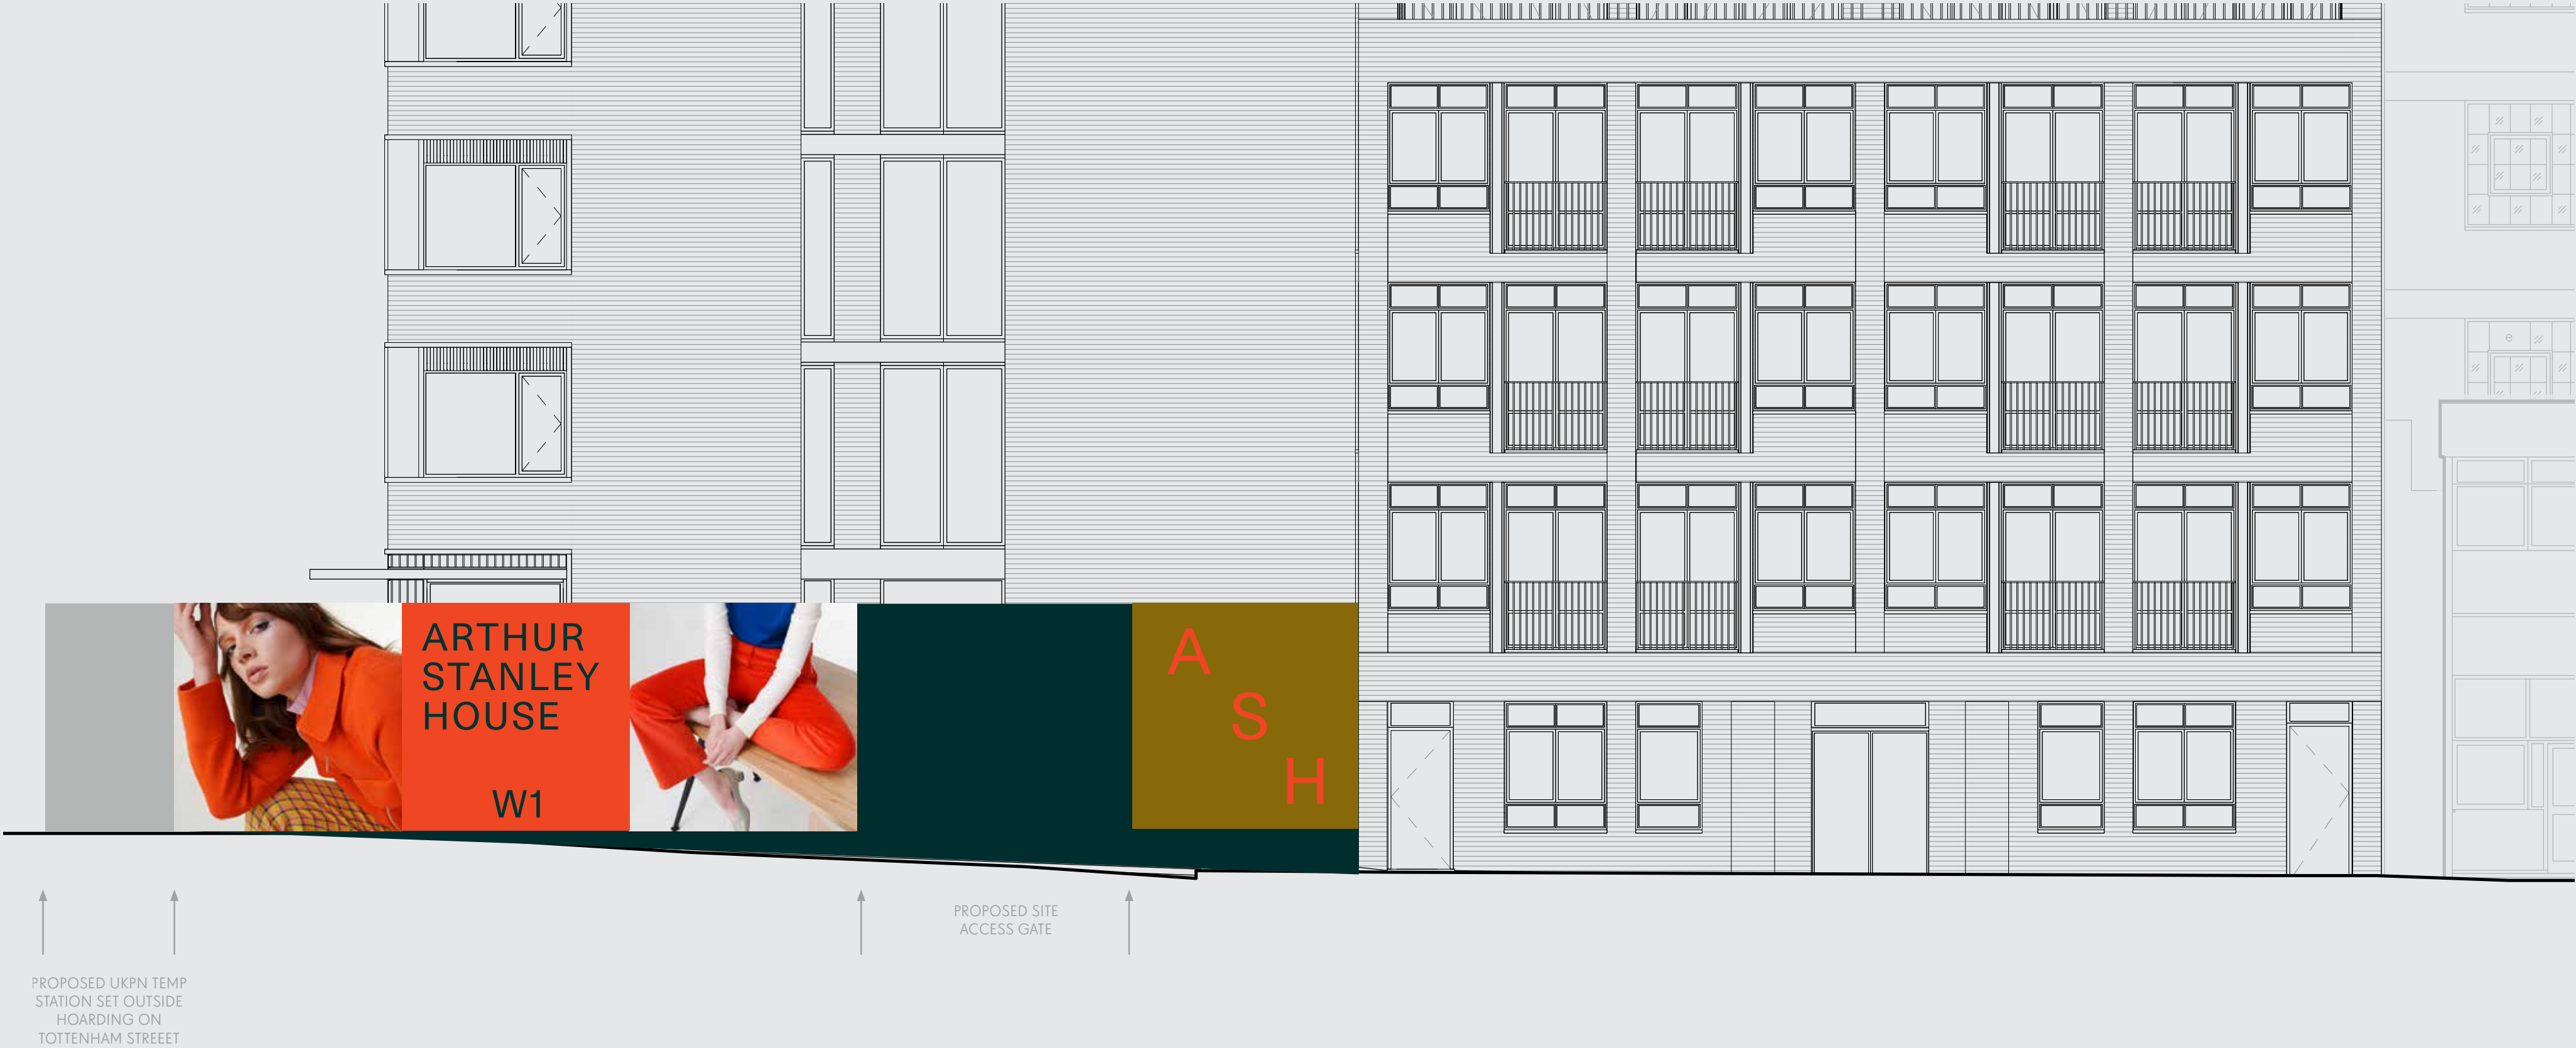 ARTHUR
STANLEY
HOUSE
W1
A
S
H
PROPOSED SITE
ACCESS GATE
PROPOSED UKPN TEMP
STATION SET OUTSIDE
HOARDING ON
TOTTENHAM STREEET
e